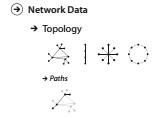 → Network Data
→ Topology
→ Paths